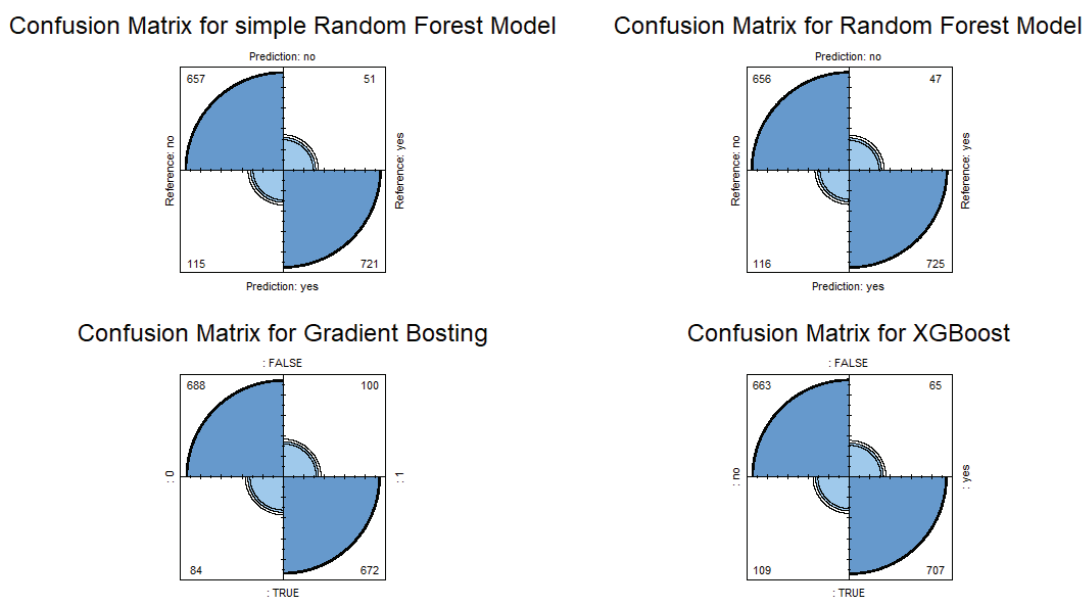 Confusion Matrix for simple Random Forest Model
Prediction: no
657
51
Reference: no
Reference: yes
115
721
Prediction: yes
Confusion Matrix for Random Forest Model
Prediction: no
656
47
Reference: no
Reference: yes
116
725
Prediction: yes
Confusion Matrix for Gradient Bosting
: FALSE
688
100
: 0
: 1
84
672
: TRUE
Confusion Matrix for XGBoost
: FALSE
663
65
: no
: yes
109
707
: TRUE